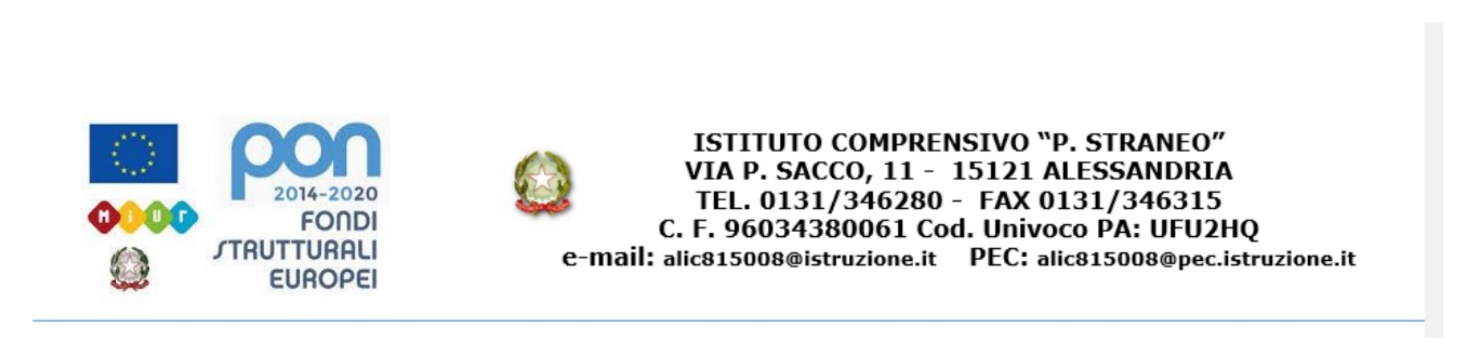 pon
2014-2020
FONDI
STRUTTURALI
EUROPEI
MIUR
ISTITUTO COMPRENSIVO “P. STRANEO”
VIA P. SACCO, 11 - 15121 ALESSANDRIA
TEL. 0131/346280 - FAX 0131/346315
C. F. 96034380061 Cod. Univoco PA: UFU2HQ
e-mail: alic815008@istruzione.it PEC: alic815008@pec.istruzione.it